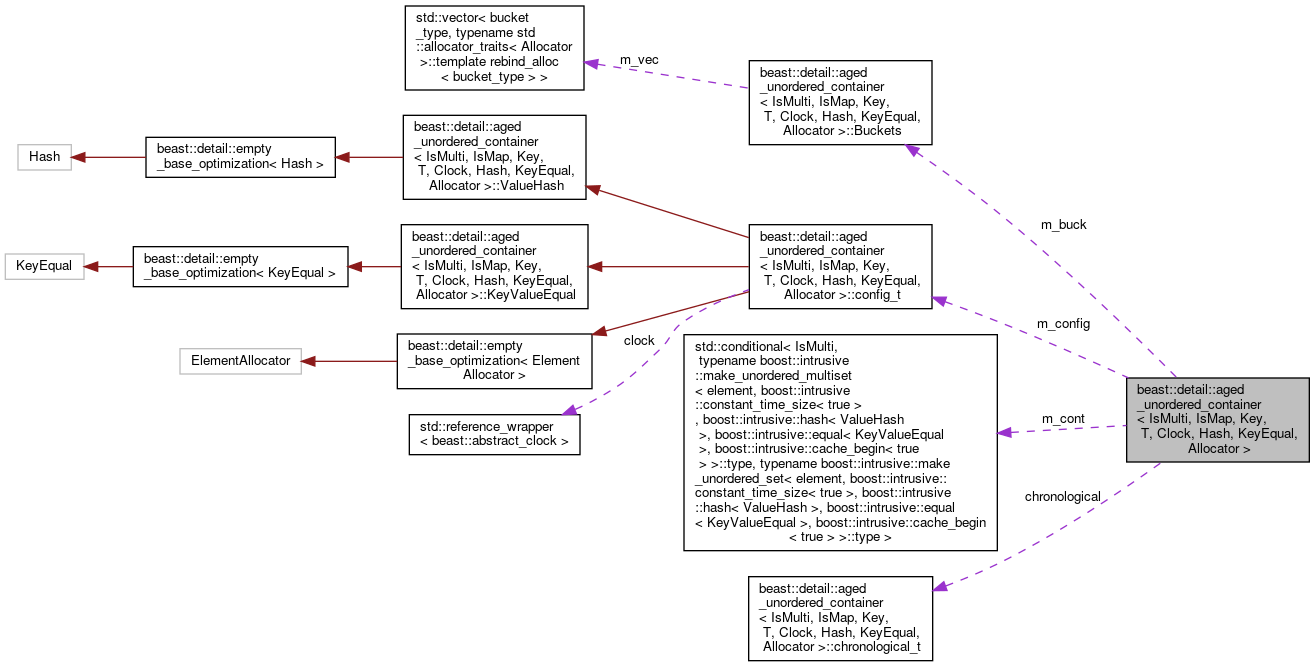 std::vector< bucket
_type, typename std
::allocator_traits< Allocator
>::template rebind_alloc
< bucket_type > >
m_vec
beast::detail::aged
_unordered_container
< IsMulti, IsMap, Key,
T, Clock, Hash, KeyEqual,
Allocator >::Buckets
Hash
beast::detail::empty
_base_optimization< Hash >
beast::detail::aged
_unordered_container
< IsMulti, IsMap, Key,
T, Clock, Hash, KeyEqual,
Allocator >::ValueHash
m_buck
KeyEqual
beast::detail::empty
_base_optimization< KeyEqual >
beast::detail::aged
_unordered_container
< IsMulti, IsMap, Key,
T, Clock, Hash, KeyEqual,
Allocator >::KeyValueEqual
beast::detail::aged
_unordered_container
< IsMulti, IsMap, Key,
T, Clock, Hash, KeyEqual,
Allocator >::config_t
m_config
ElementAllocator
beast::detail::empty
_base_optimization< Element
Allocator >
clock
std::reference_wrapper
< beast::abstract_clock >
std::conditional< IsMulti,
typename boost::intrusive
::make_unordered_multiset
< element, boost::intrusive
::constant_time_size< true >
, boost::intrusive::hash< ValueHash
>, boost::intrusive::equal< KeyValueEqual
>, boost::intrusive::cache_begin< true
> >::type, typename boost::intrusive::make
_unordered_set< element, boost::intrusive::
constant_time_size< true >, boost::intrusive
::hash< ValueHash >, boost::intrusive::equal
< KeyValueEqual >, boost::intrusive::cache_begin
< true > >::type >
m_cont
beast::detail::aged
_unordered_container
< IsMulti, IsMap, Key,
T, Clock, Hash, KeyEqual,
Allocator >
chronological
beast::detail::aged
_unordered_container
< IsMulti, IsMap, Key,
T, Clock, Hash, KeyEqual,
Allocator >::chronological_t